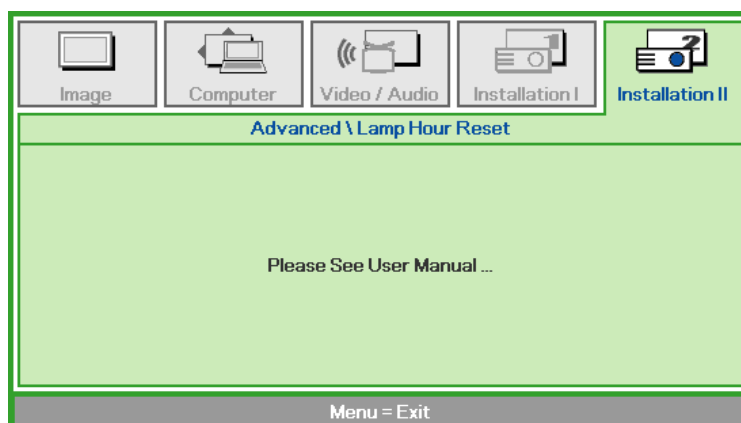 Image Computer Video / Audio Installation I Installation II
Advanced \ Lamp Hour Reset
Please See User Manual ...
Menu = Exit